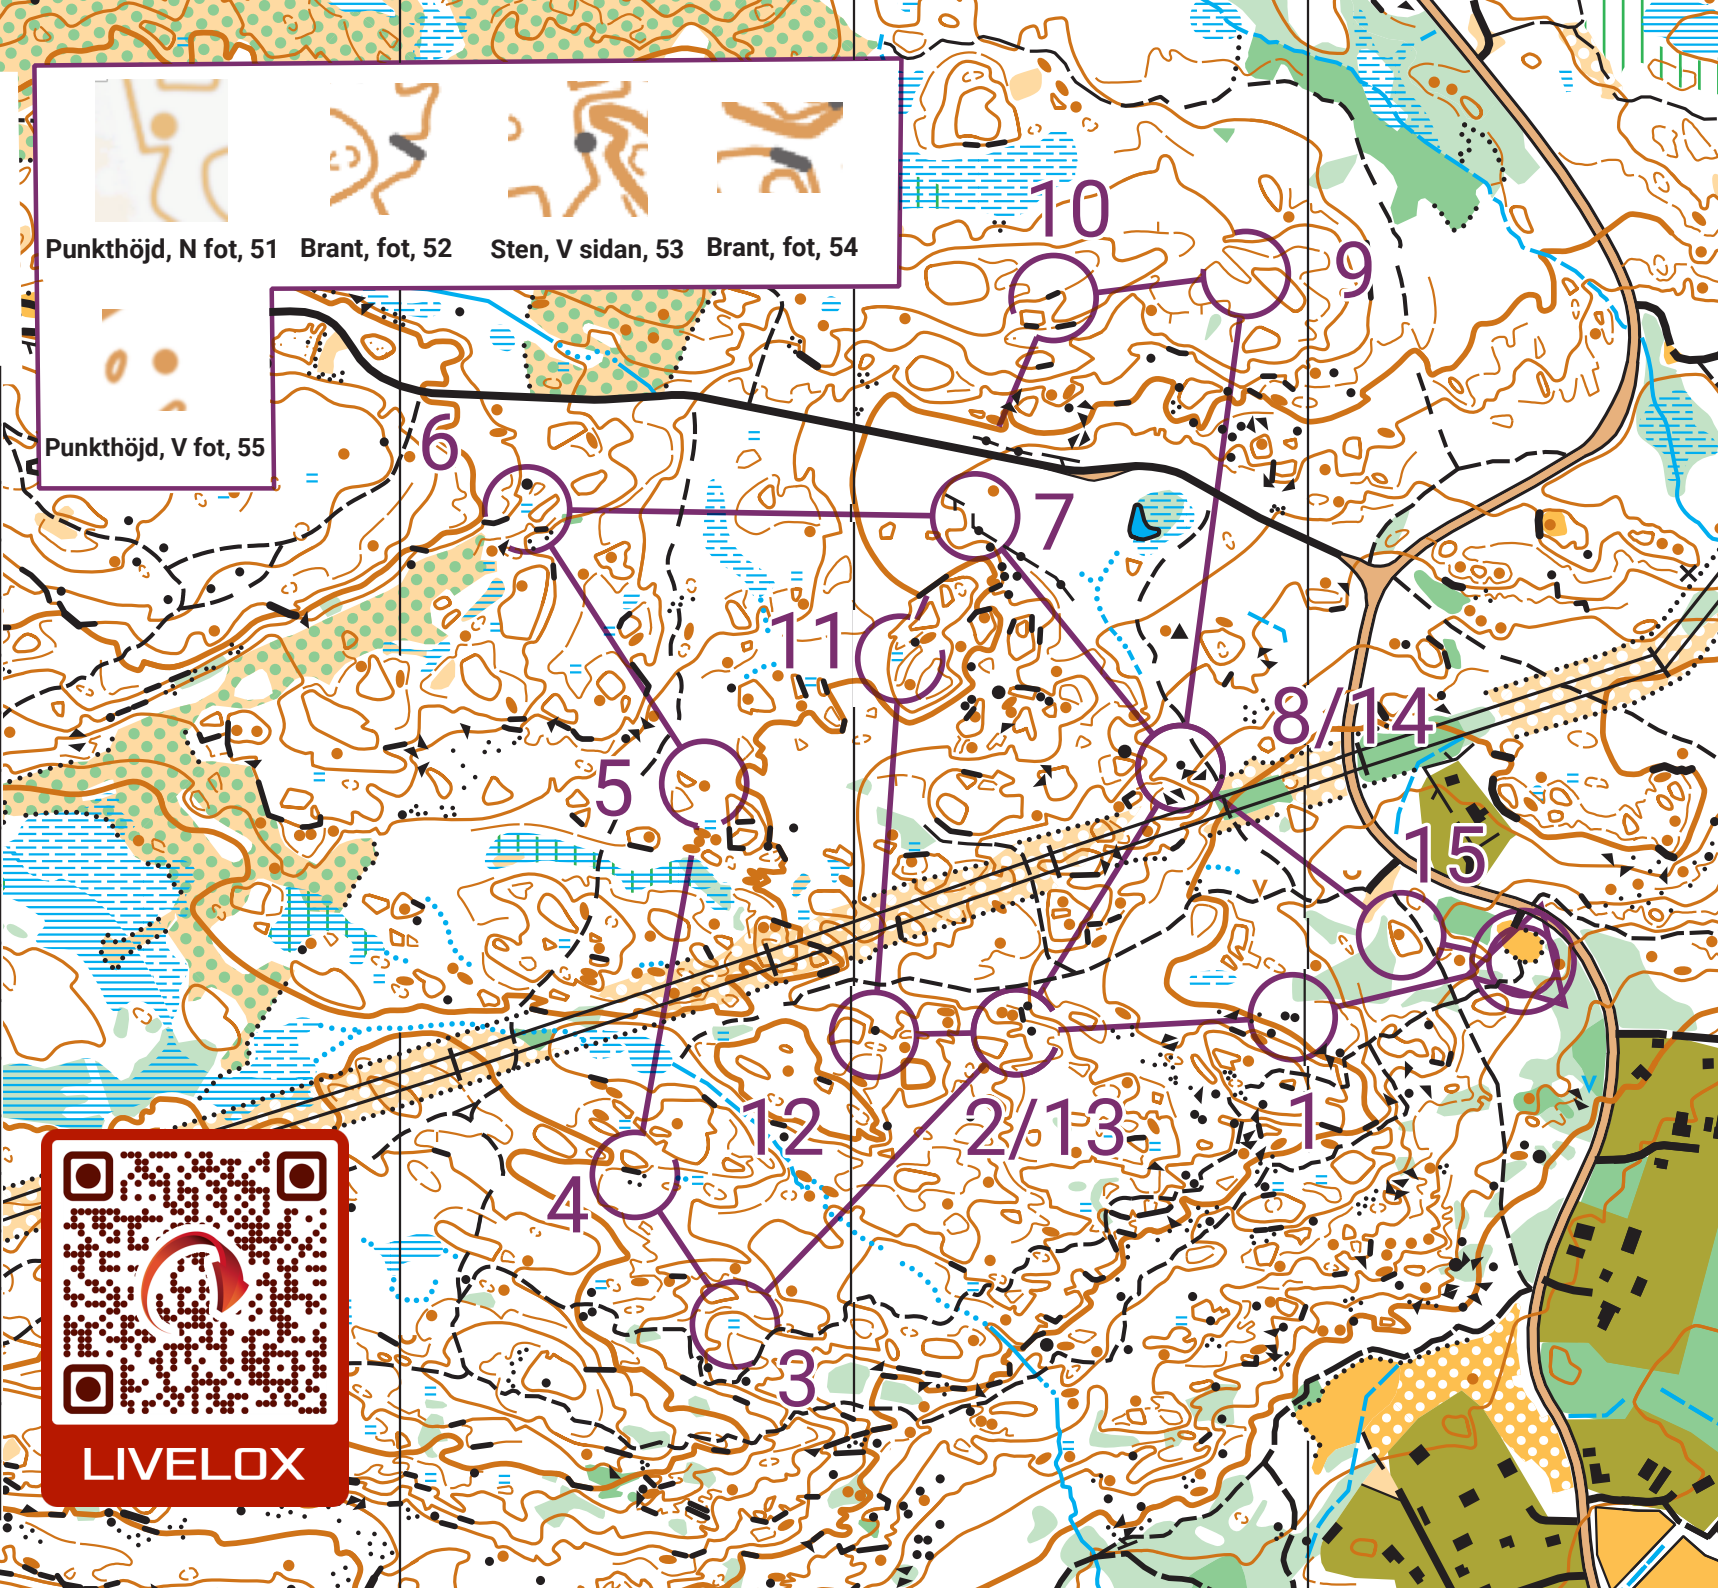 Punkthöjd, N fot, 51
Brant, fot, 52
Sten, V sidan, 53
Brant, fot, 54
Punkthöjd, V fot, 55
10
9
6
7
11
8/14
5
15
12
2/13
1
4
3
LIVELOX